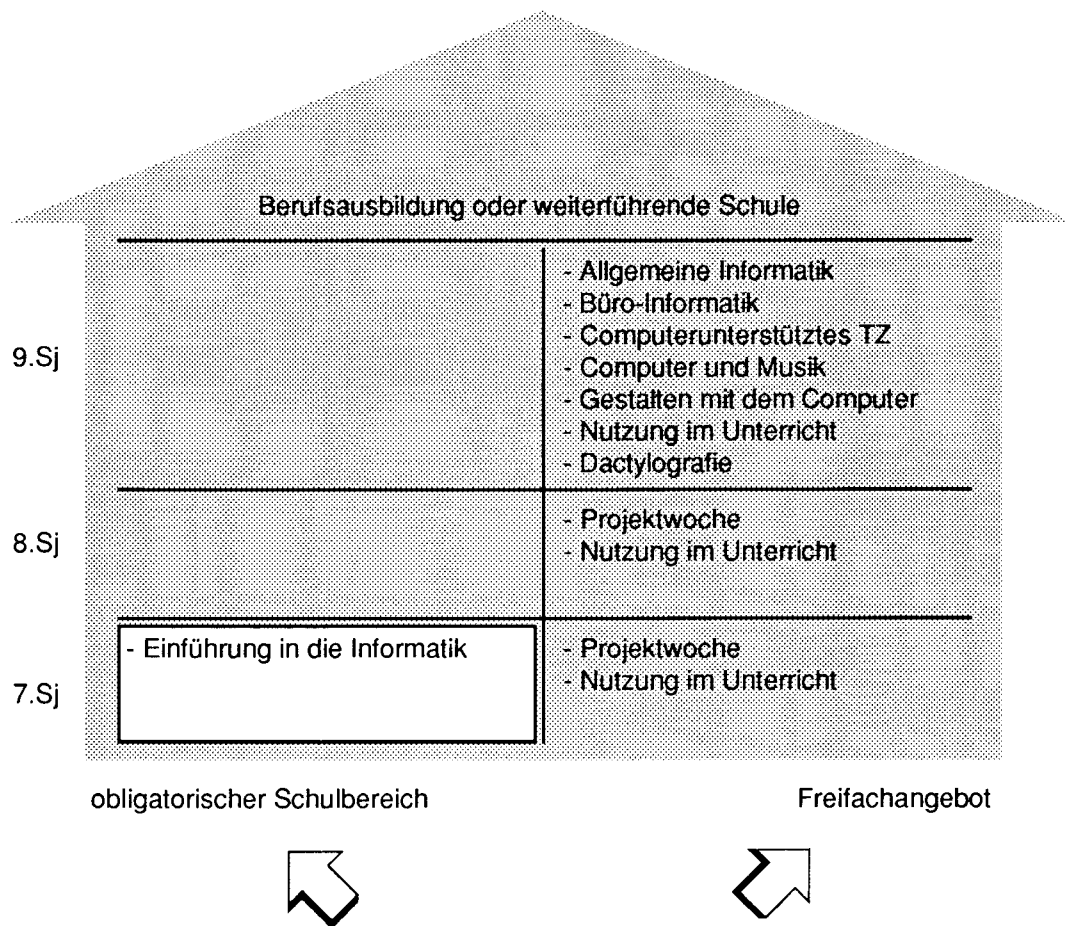 Berufsausbildung oder weiterführende Schule
9.Sj
- Allgemeine Informatik
- Büro-Informatik
- Computerunterstütztes TZ
- Computer und Musik
- Gestalten mit dem Computer
- Nutzung im Unterricht
- Dactylografie
8.Sj
- Projektwoche
- Nutzung im Unterricht
7.Sj
- Einführung in die Informatik
- Projektwoche
- Nutzung im Unterricht
obligatorischer Schulbereich
Freifachangebot